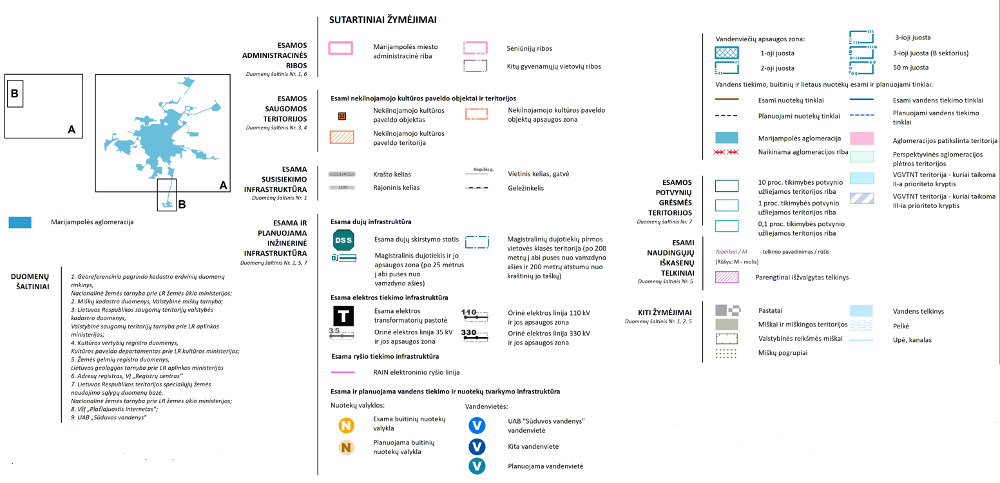 SUTARTINIAI ŽYMĖJIMAI
B
A
A
B
Marijampolės aglomeracija
DUOMENŲ
ŠALTINIAI
1. Georeferencinio pagrindo kadastro erdvinių duomenų
rinkinys,
Nacionalinė žemės tarnyba prie LR žemės ūkio ministerijos;
2. Miškų kadastro duomenys, Valstybinė miškų tarnyba;
3. Lietuvos Respublikos saugomų teritorijų valstybės
kadastro duomenys,
Valstybinė saugomų teritorijų tarnyba prie LR aplinkos
ministerijos;
4. Kultūros vertybių registro duomenys,
Kultūros paveldo departamentas prie LR kultūros ministerijos;
5. Žemės gelmių registro duomenys,
Lietuvos geologijos tarnyba prie LR aplinkos ministerijos
6. Adresų registras, VĮ „Registrų centras“
7. Lietuvos Respublikos teritorijos specialiųjų žemės
naudojimo sąlygų duomenų bazė,
Nacionalinė žemės tarnyba prie LR žemės ūkio ministerijos;
8. VšĮ „Plačiajuostis internetas";
9. UAB „Sūduvos vandenys"
ESAMOS
ADMINISTRACINĖS
RIBOS
Duomenų šaltinis Nr. 1, 6
Marijampolės miesto
administracinė riba
Seniūnijų ribos
Kitų gyvenamųjų vietovių ribos
ESAMOS
SAUGOMOS
TERITORIJOS
Duomenų šaltinis Nr. 3, 4
Esami nekilnojamojo kultūros paveldo objektai ir teritorijos
Nekilnojamojo kultūros
paveldo objektas
Nekilnojamojo kultūros
paveldo teritorija
Nekilnojamojo kultūros paveldo
objektų apsaugos zona
ESAMA
SUSISIEKIMO
INFRASTRUKTŪRA
Duomenų šaltinis Nr. 1
120
Krašto kelias
1209
Rajoninis kelias
Gegužės g.
Vietinis kelias, gatvė
Geležinkelis
ESAMA IR
PLANUOJAMA
INŽINERINĖ
INFRASTRUKTŪRA
Duomenų šaltinis Nr. 1, 5, 7
Esama dujų infrastruktūra
DSS
Esama dujų skirstymo stotis
Dj
Magistralinis dujotiekis ir jo
apsaugos zona (po 25 metrus
į abi puses nuo
vamzdyno ašies)
Magistralinių dujotiekių pirmos
vietovės klasės teritorija (po 200
metrų į abi puses nuo vamzdyno
ašies ir 200 metrų atstumu nuo
kraštinių jo taškų)
Esama elektros tiekimo infrastruktūra
T
Esama elektros
transformatorių pastotė
35
Orinė elektros linija 35 kV
ir jos apsaugos zona
110
Orinė elektros linija 110 kV
ir jos apsaugos zona
330
Orinė elektros linija 330 kV
ir jos apsaugos zona
Esama ryšio tiekimo infrastruktūra
RAIN elektroninio ryšio linija
Esama ir planuojama vandens tiekimo ir nuotekų tvarkymo infrastruktūra
Nuotekų valyklos:
N
Esama buitinių nuotekų
valykla
N
Planuojama buitinių
nuotekų valykla
Vandenvietės:
V
UAB "Sūduvos vandenys"
vandenvietė
V
Kita vandenvietė
V
Planuojama vandenvietė
Vandenviečių apsaugos zona:
1-oji juosta
2-oji juosta
3-ioji juosta
3-ioji juosta (B sektorius)
50 m juosta
Vandens tiekimo, buitinių ir lietaus nuotekų esami ir planuojami tinklai:
Esami nuotekų tinklai
Planuojami nuotekų tinklai
Marijampolės aglomeracija
Naikinama aglomeracijos riba
Esami vandens tiekimo tinklai
Planuojami vandens tiekimo
tinklai
Aglomeracijos patikslinta teritorija
Perspektyvinės aglomeracijos
plėtros teritorijos
VGVTNT teritorija - kuriai taikoma
II-a prioriteto kryptis
VGVTNT teritorija - kuriai taikoma
III-ia prioriteto kryptis
ESAMOS
POTVYNIŲ
GRĖSMĖS
TERITORIJOS
Duomenų šaltinis Nr. 7
10 proc. tikimybės potvynio
užliejamos teritorijos riba
1 proc. tikimybės potvynio
užliejamos teritorijos riba
0,1 proc. tikimybės potvynio
užliejamos teritorijos riba
ESAMI
NAUDINGŲJŲ
IŠKASENŲ
TELKINIAI
Duomenų šaltinis Nr. 5
Tabeikiai / M - telkinio pavadinimas / rūšis
(Rūšys: M - molis)
Parengtinai išžvalgytas telkinys
KITI ŽYMĖJIMAI
Duomenų šaltinis Nr. 1, 2. 5
Pastatai
Miškai ir miškingos teritorijos
Valstybinės reikšmės miškai
Miškų pogrupiai
Vandens telkinys
Pelkė
Upė, kanalas